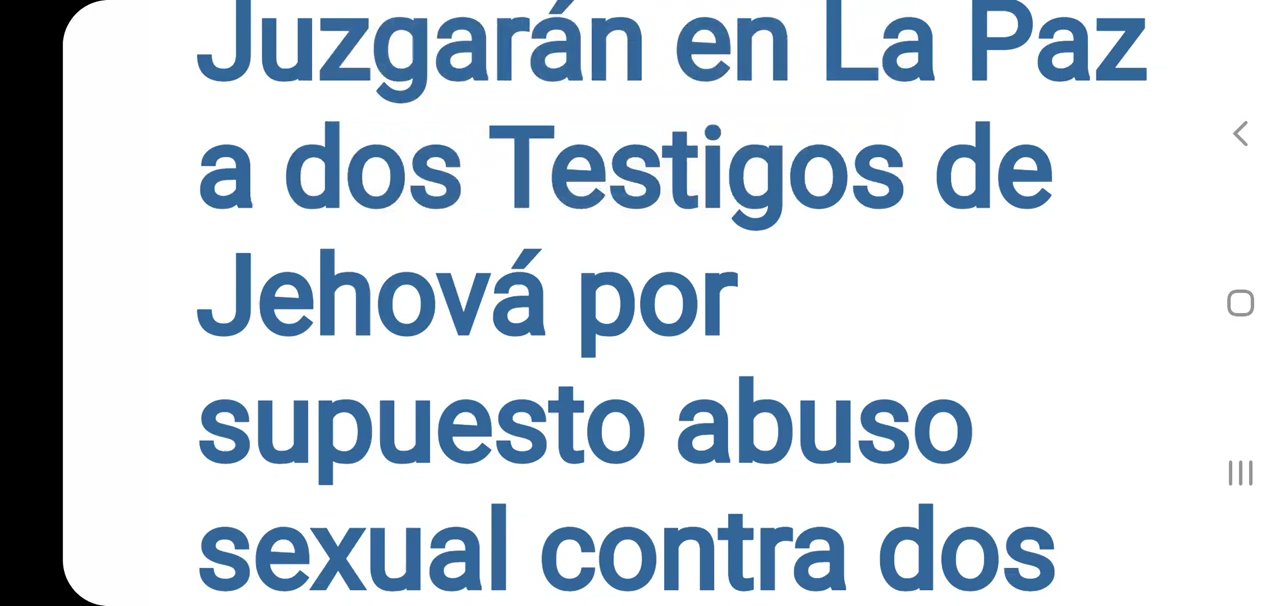 Juzgarán en La Paz
a dos Testigos de
Jehová por
supuesto abuso
sexual contra dos